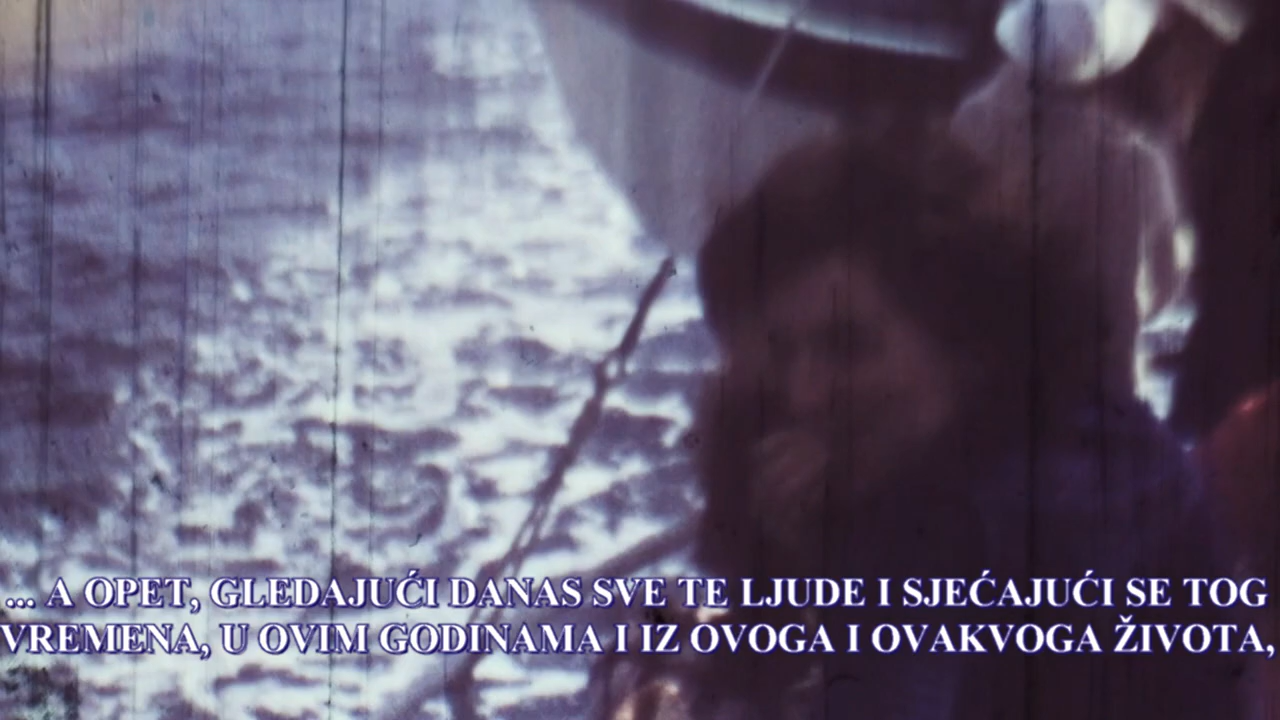 ... A OPET, GLEDAJUĆI DANAS SVE TE LJUDE I SJEĆAJUĆI SE TOG
VREMENA, U OVIM GODINAMA I IZ OVOGA I OVAKVOGA ŽIVOTA,